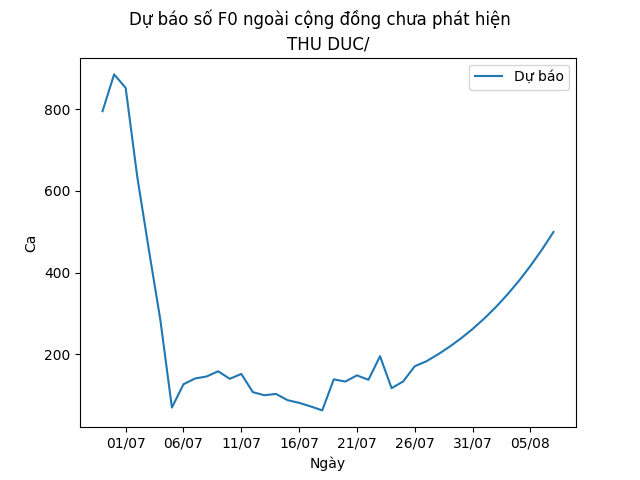 Dự báo số F0 ngoài cộng đồng chưa phát hiện
THU DUC/
Dự báo
800
600
400
200
Ca
01/07 06/07 11/07 16/07 21/07 26/07 31/07 05/08
Ngày